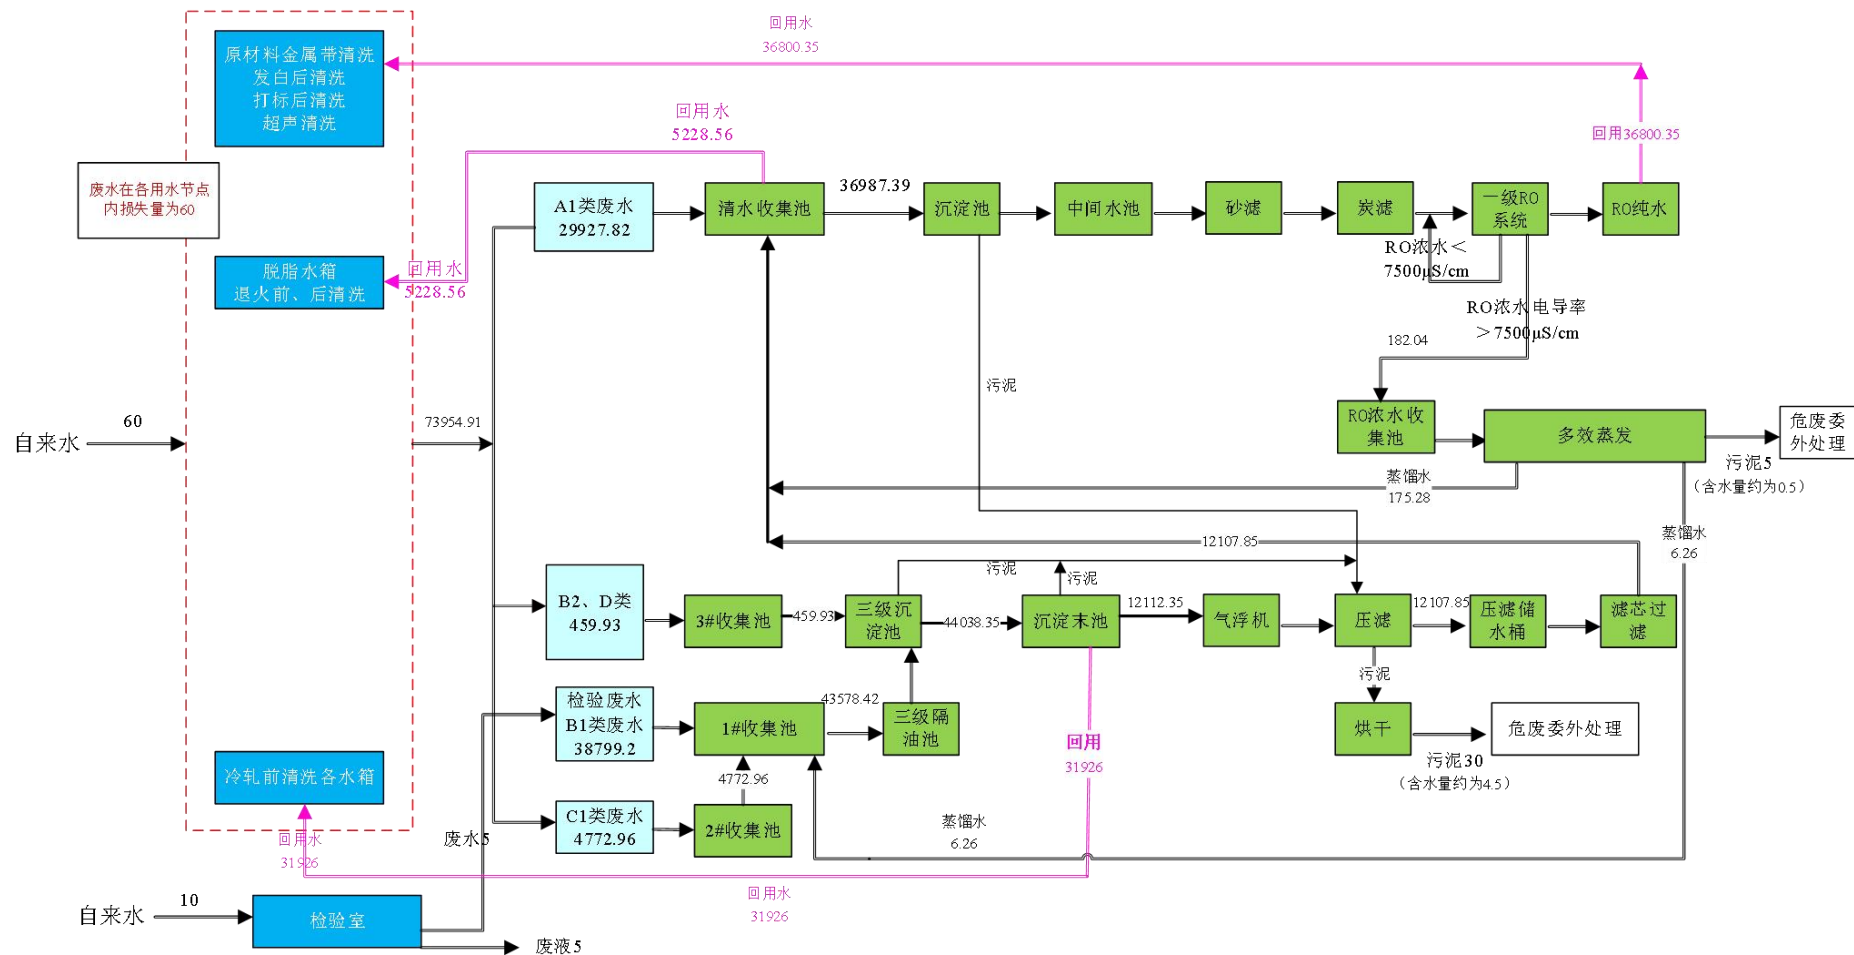 回用水
36800.35
原材料金属带清洗
发白后清洗
打标后清洗
超声清洗
回用水
5228.56
回用36800.35
废水在各用水节点
内损失量为60
A1类废水
29927.82
清水收集池
36987.39
沉淀池
中间水池
砂滤
炭滤
一级RO
系统
RO纯水
RO浓水＜
7500μS/cm
脱脂水箱
退火前、后清洗
回用水
5228.56
RO浓水电导率
＞7500μS/cm
182.04
污泥
自来水
60
73954.91
RO浓水收
集池
多效蒸发
危废委
外处理
污泥5
（含水量约为0.5）
蒸馏水
175.28
蒸馏水
6.26
12107.85
B2、D类
459.93
3#收集池
459.93
三级沉
淀池
污泥
污泥
44038.35
沉淀末池
12112.35
气浮机
压滤
12107.85
压滤储
水桶
滤芯过
滤
污泥
检验废水
B1类废水
38799.2
1#收集池
43578.42
三级隔
油池
回用
31926
烘干
污泥30
（含水量约为4.5）
危废委外处理
冷轧前清洗各水箱
4772.96
C1类废水
4772.96
2#收集池
蒸馏水
6.26
回用水
31926
废水5
回用水
31926
自来水
10
检验室
废液5